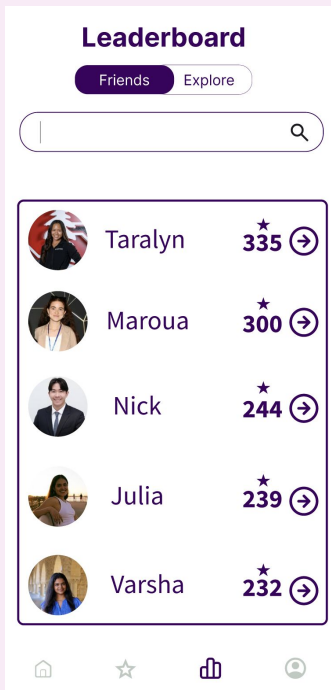 Leaderboard
Friends Explore
Taralyn 335
Maroua 300
Nick 244
Julia 239
Varsha 232